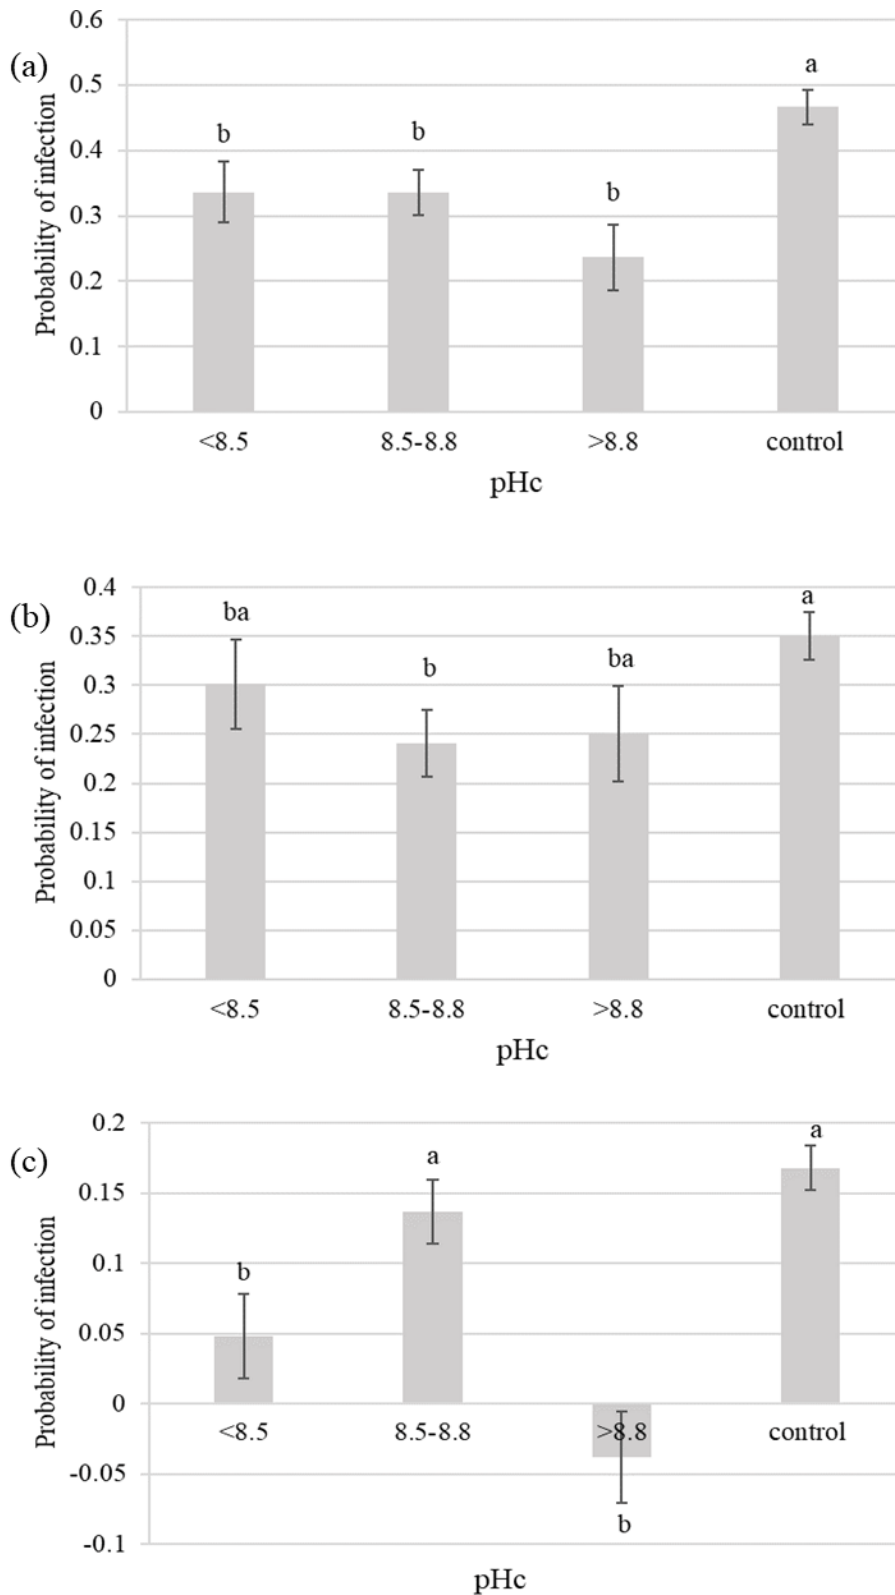 (a)
Probability of infection
0.6
0.5
0.4
0.3
0.2
0.1
0
b
b
b
a
<8.5
8.5-8.8
>8.8
control
pHc
(b)
Probability of infection
0.4
0.35
0.3
0.25
0.2
0.15
0.1
0.05
0
ba
b
ba
a
<8.5
8.5-8.8
>8.8
control
pHc
(c)
Probability of infection
0.2
0.15
0.1
0.05
0
-0.05
-0.1
b
a
b
a
<8.5
8.5-8.8
>8.8
control
pHc